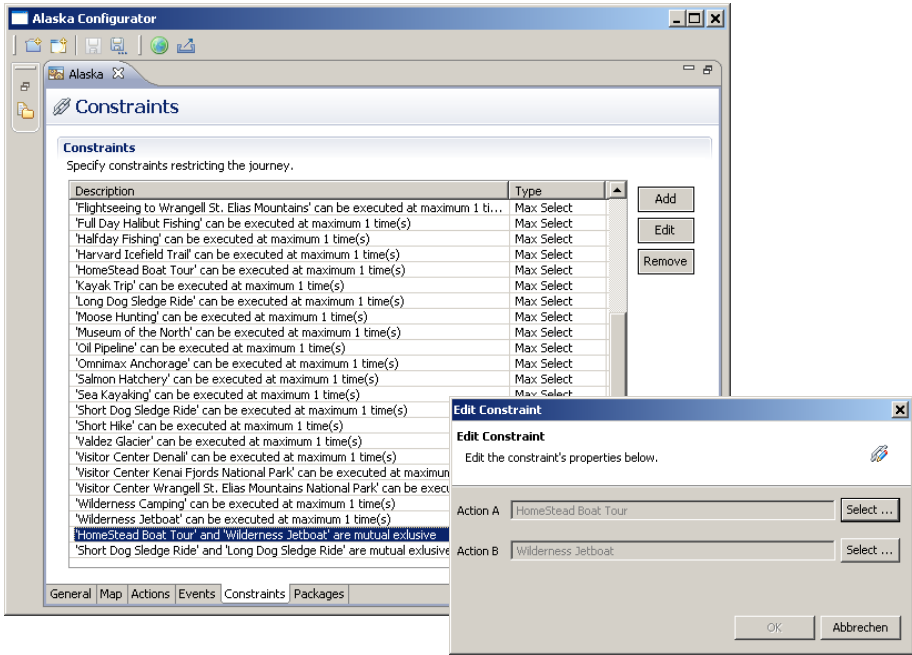 Alaska Configurator
Alaska
Constraints
Constraints
Specify constraints restricting the journey.
Description Type
'Flightseeing to Wrangell St. Elias Mountains' can be executed at maximum 1 ti... Max Select
'Full Day Halibut Fishing' can be executed at maximum 1 time(s) Max Select
'Halfday Fishing' can be executed at maximum 1 time(s) Max Select
'Harvard Icefield Trail' can be executed at maximum 1 time(s) Max Select
'HomeStead Boat Tour' can be executed at maximum 1 time(s) Max Select
'Kayak Trip' can be executed at maximum 1 time(s) Max Select
'Long Dog Sledge Ride' can be executed at maximum 1 time(s) Max Select
'Moose Hunting' can be executed at maximum 1 time(s) Max Select
'Museum of the North' can be executed at maximum 1 time(s) Max Select
'Oil Pipeline' can be executed at maximum 1 time(s) Max Select
'Omnimax Anchorage' can be executed at maximum 1 time(s) Max Select
'Salmon Hatchery' can be executed at maximum 1 time(s) Max Select
'Sea Kayaking' can be executed at maximum 1 time(s) Max Select
'Short Dog Sledge Ride' can be executed at maximum 1 time(s)
'Short Hike' can be executed at maximum 1 time(s)
'Valdez Glacier' can be executed at maximum 1 time(s)
'Visitor Center Denali' can be executed at maximum 1 time(s)
'Visitor Center Kenai Fjords National Park' can be executed at maximum
'Visitor Center Wrangell St. Elias Mountains National Park' can be execu
'Wilderness Camping' can be executed at maximum 1 time(s)
'Wilderness Jetboat' can be executed at maximum 1 time(s)
'HomeStead Boat Tour' and 'Wilderness Jetboat' are mutual exlusive
'Short Dog Sledge Ride' and 'Long Dog Sledge Ride' are mutual exlusive
Add
Edit
Remove
General Map Actions Events Constraints Packages
Edit Constraint
Edit Constraint
Edit the constraint's properties below.
Action A HomeStead Boat Tour Select ...
Action B Wilderness Jetboat Select ...
OK Abbrechen